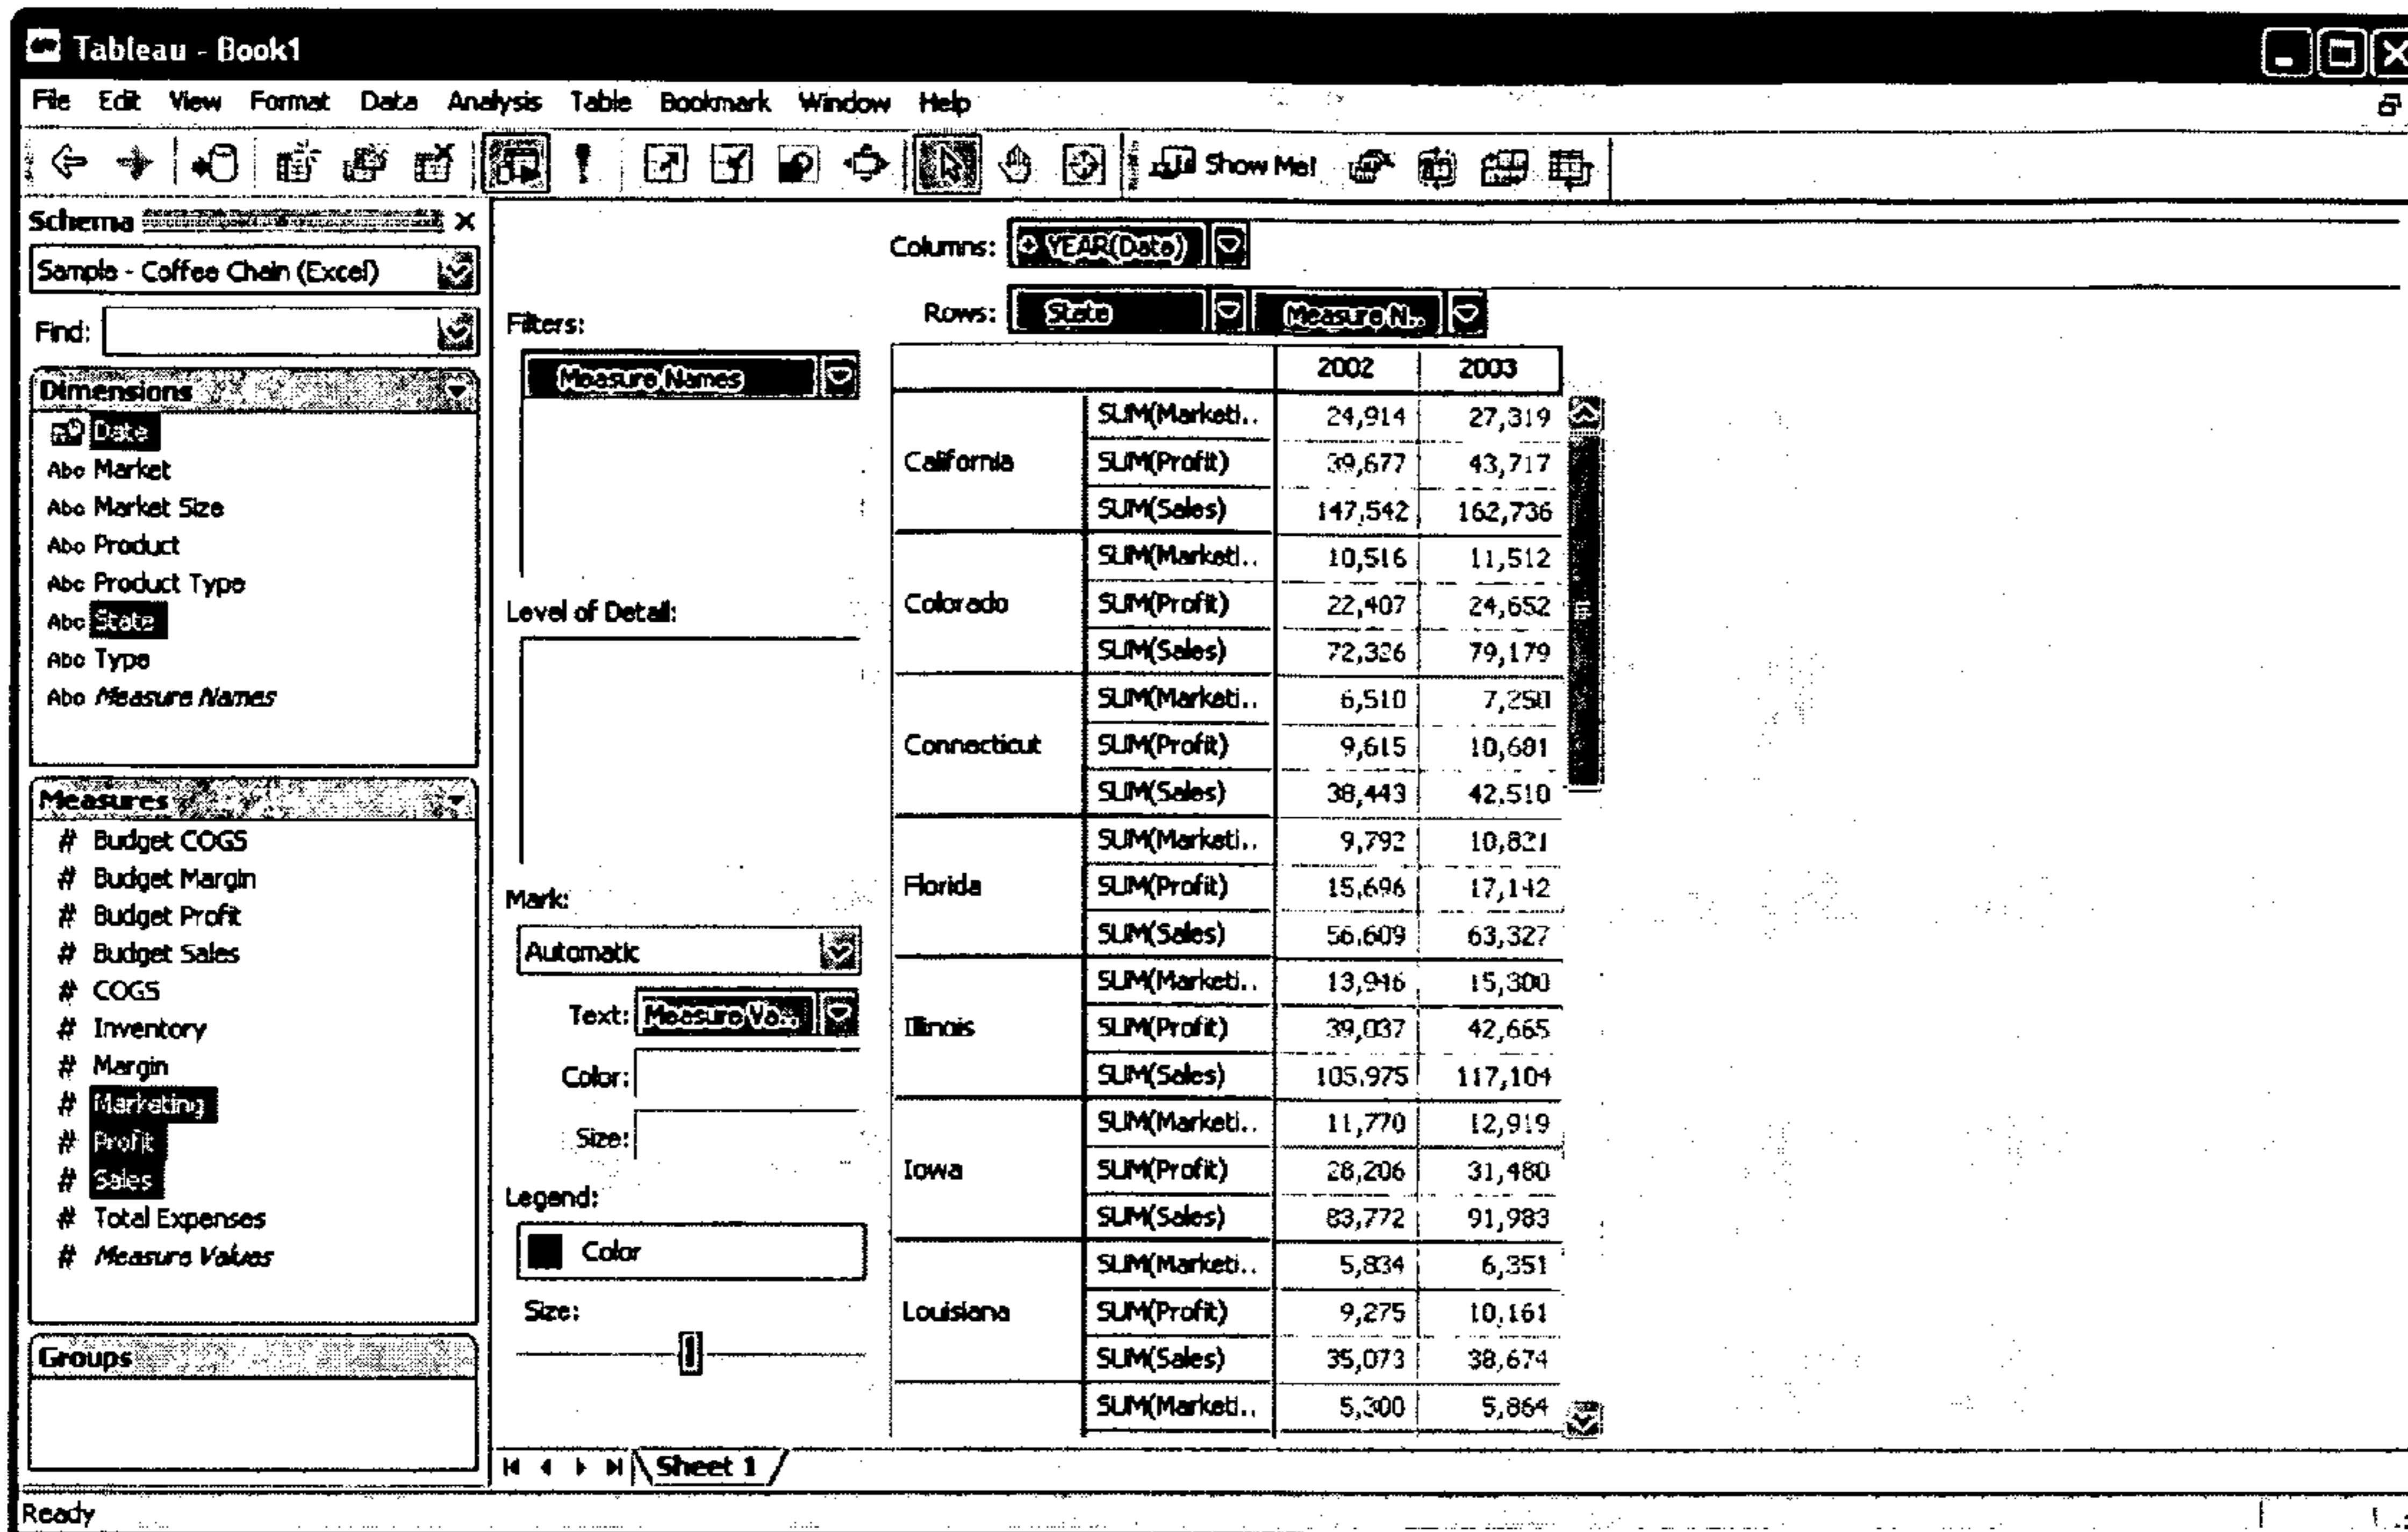 Tableau - Book1
File Edit View Format Data Analysis Table Bookmark Window Help
Show Me!
Schema
Sample - Coffee Chain (Excel)
Find:
Dimensions
Date
Abc Market
Abc Market Size
Abc Product
Abc Product Type
Abc State
Abc Type
Abc Measure Names
Measures
# Budget COGS
# Budget Margin
# Budget Profit
# Budget Sales
# COGS
# Inventory
# Margin
# Marketing
# Profit
# Sales
# Total Expenses
# Measure Values
Groups
Filters:
Measure Names
Level of Detail:
Mark:
Automatic
Text: Measure Va...
Color:
Size:
Legend:
Color
Size:
Columns: YEAR(Date)
Rows: State Measure N..
2002 2003
California
SUM(Marketi.. 24,914 27,319
SUM(Profit) 39,677 43,717
SUM(Sales) 147,542 162,736
Colorado
SUM(Marketi.. 10,516 11,512
SUM(Profit) 22,407 24,652
SUM(Sales) 72,326 79,179
Connecticut
SUM(Marketi.. 6,510 7,250
SUM(Profit) 9,615 10,681
SUM(Sales) 38,443 42,510
Florida
SUM(Marketi.. 9,792 10,821
SUM(Profit) 15,696 17,142
SUM(Sales) 56,609 63,327
Illinois
SUM(Marketi.. 13,946 15,300
SUM(Profit) 39,037 42,665
SUM(Sales) 105,975 117,104
Iowa
SUM(Marketi.. 11,770 12,919
SUM(Profit) 28,206 31,480
SUM(Sales) 83,772 91,983
Louisiana
SUM(Marketi.. 5,834 6,351
SUM(Profit) 9,275 10,161
SUM(Sales) 35,073 38,674
SUM(Marketi.. 5,300 5,864
Sheet 1
Ready